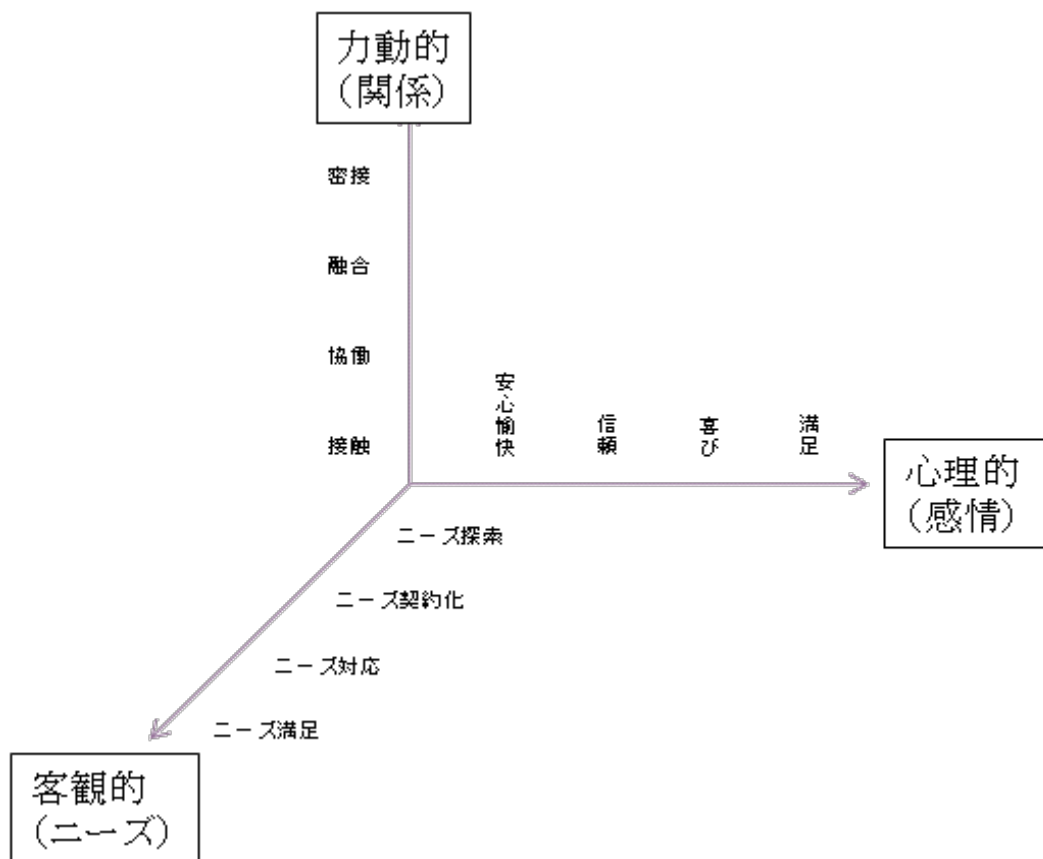 力動的
(関係)
密接
融合
協働
接触
安心愉快
信頼
喜び
満足
心理的
(感情)
ニーズ探索
ニーズ契約化
ニーズ対応
ニーズ満足
客観的
(ニーズ)